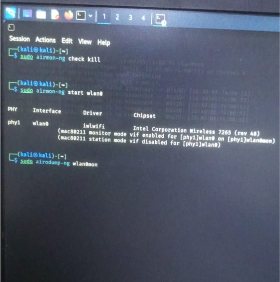 1 2 3 4
Session Actions Edit View Help
(kali㉿kali)-[~]
$ sudo airmon-ng check kill
(kali㉿kali)-[~]
$ sudo airmon-ng start wlan0
PHY Interface Driver Chipset
phy1 wlan0 iwlwifi Intel Corporation Wireless 7265 (rev AB)
(mac80211 monitor mode vif enabled for [phy1]wlan0 on [phy1]wlan0mon)
(mac80211 station mode vif disabled for [phy1]wlan0)
(kali㉿kali)-[~]
$ sudo airodump-ng wlan0mon